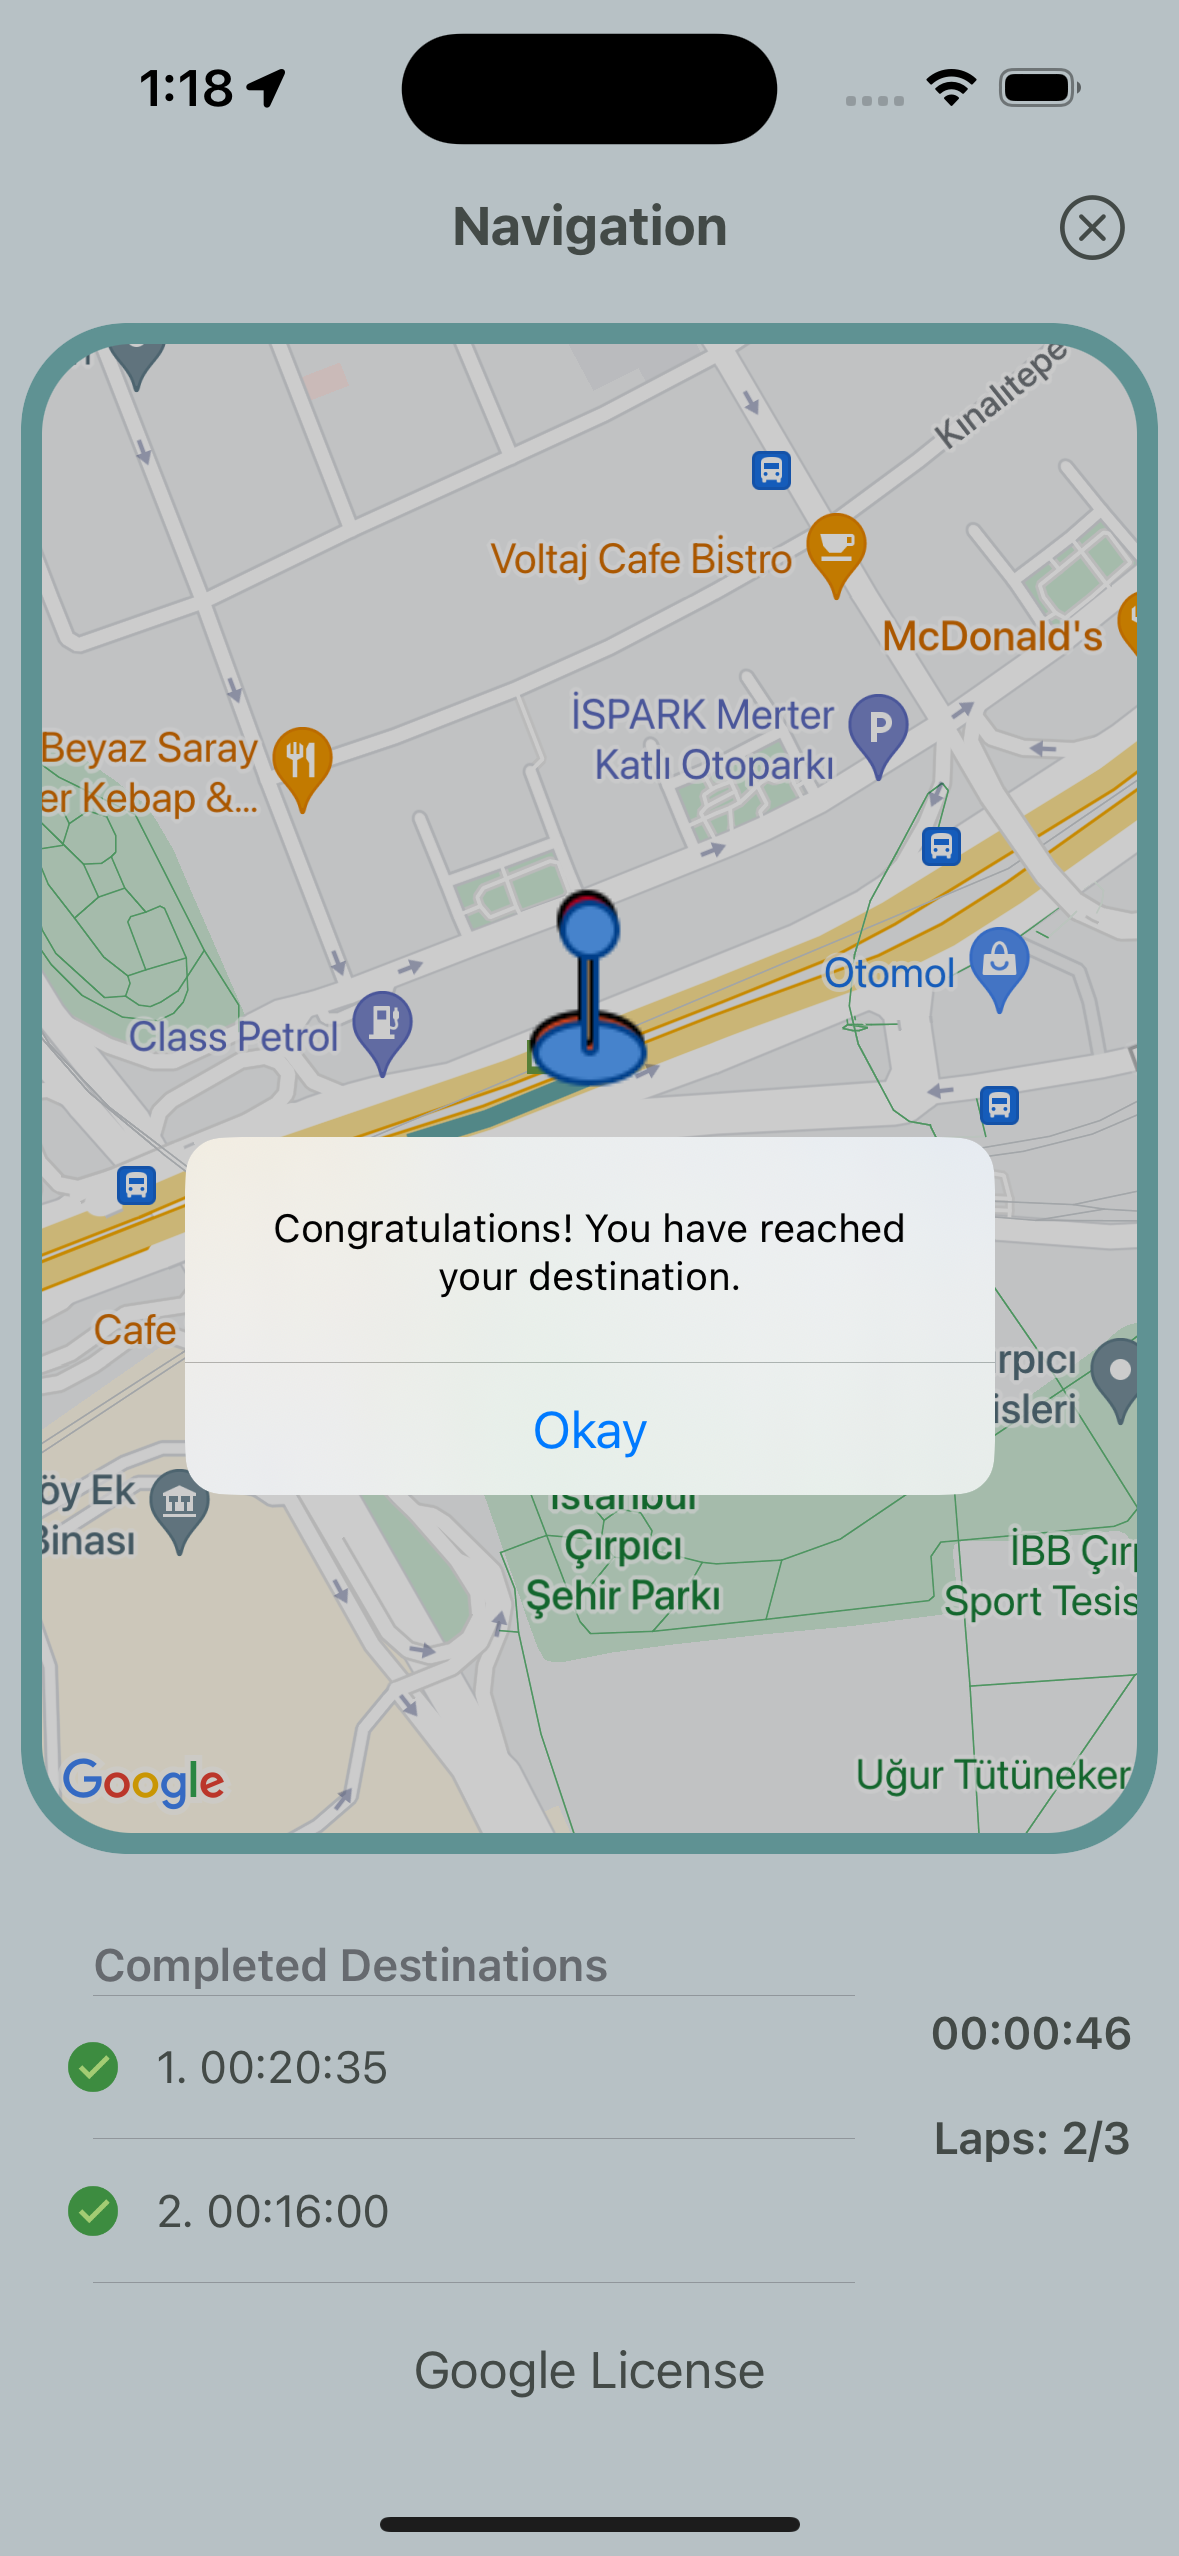 1:18
Navigation
Kınalıtepe
Voltaj Cafe Bistro
McDonald's
İSPARK Merter
Katlı Otoparkı
P
Beyaz Saray
er Kebap &...
Otomol
Class Petrol
Congratulations! You have reached
your destination.
Okay
Cafe
rpıcı
isleri
öy Ek
Binası
İstanbul
Çırpıcı
Şehir Parkı
İBB Çırp
Sport Tesis
Uğur Tütüneker
Google
Completed Destinations
1. 00:20:35
2. 00:16:00
00:00:46
Laps: 2/3
Google License